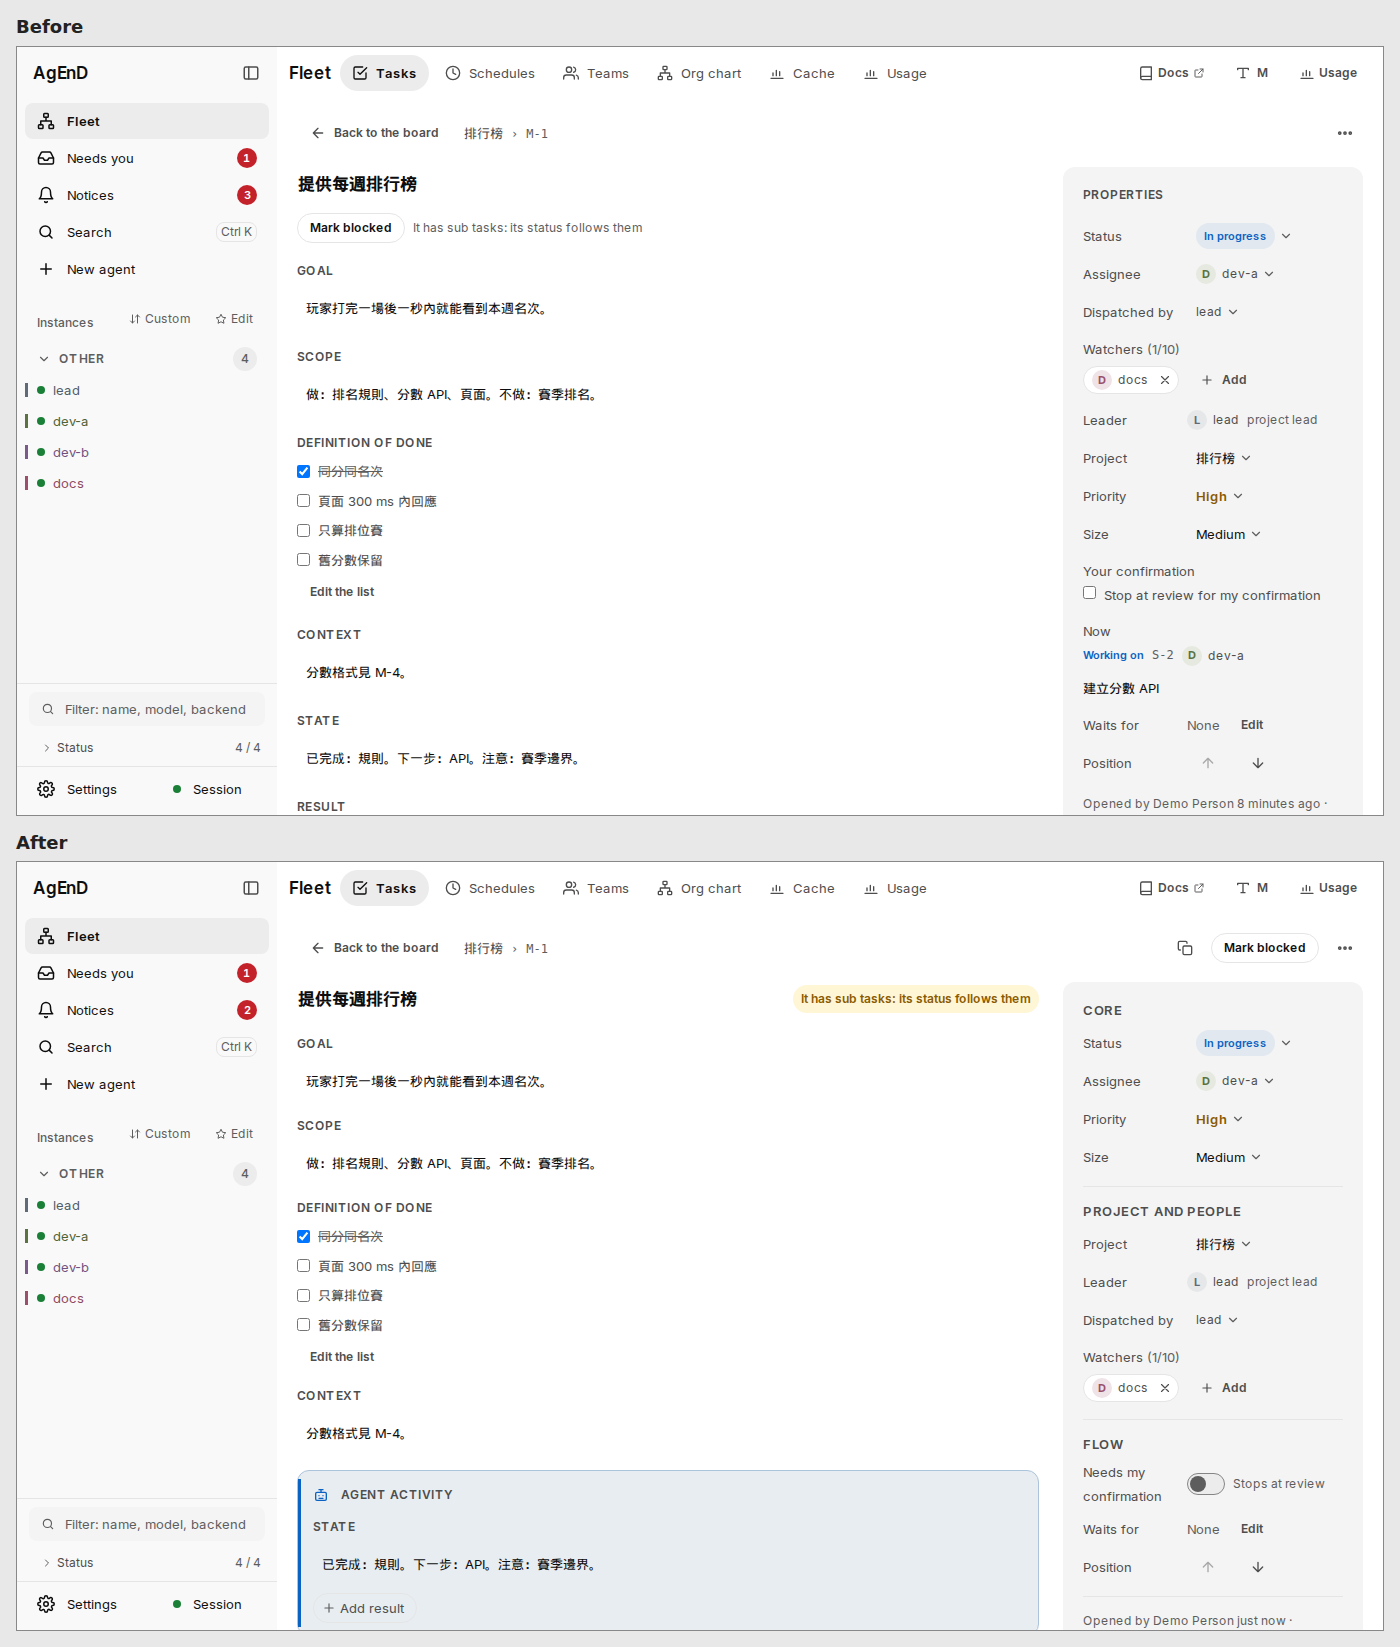 Before
AgEnD
Fleet
Tasks
Schedules
Teams
Org chart
Cache
Usage
Docs
M
Usage
Fleet
Needs you 1
Notices 3
Search Ctrl K
New agent
Instances Custom Edit
OTHER 4
lead
dev-a
dev-b
docs
Filter: name, model, backend
Status 4 / 4
Settings Session
Back to the board 排行榜 › M-1
提供每週排行榜
Mark blocked It has sub tasks: its status follows them
GOAL
玩家打完一場後一秒內就能看到本週名次。
SCOPE
做：排名規則、分數 API、頁面。不做：賽季排名。
DEFINITION OF DONE
同分同名次
頁面 300 ms 內回應
只算排位賽
舊分數保留
Edit the list
CONTEXT
分數格式見 M-4。
STATE
已完成：規則。下一步：API。注意：賽季邊界。
RESULT
PROPERTIES
Status In progress
Assignee D dev-a
Dispatched by lead
Watchers (1/10)
D docs Add
Leader L lead project lead
Project 排行榜
Priority High
Size Medium
Your confirmation
Stop at review for my confirmation
Now
Working on S-2 D dev-a
建立分數 API
Waits for None Edit
Position
Opened by Demo Person 8 minutes ago ·
After
AgEnD
Fleet
Tasks
Schedules
Teams
Org chart
Cache
Usage
Docs
M
Usage
Fleet
Needs you 1
Notices 2
Search Ctrl K
New agent
Instances Custom Edit
OTHER 4
lead
dev-a
dev-b
docs
Filter: name, model, backend
Status 4 / 4
Settings Session
Back to the board 排行榜 › M-1
Mark blocked
提供每週排行榜
It has sub tasks: its status follows them
GOAL
玩家打完一場後一秒內就能看到本週名次。
SCOPE
做：排名規則、分數 API、頁面。不做：賽季排名。
DEFINITION OF DONE
同分同名次
頁面 300 ms 內回應
只算排位賽
舊分數保留
Edit the list
CONTEXT
分數格式見 M-4。
AGENT ACTIVITY
STATE
已完成：規則。下一步：API。注意：賽季邊界。
Add result
CORE
Status In progress
Assignee D dev-a
Priority High
Size Medium
PROJECT AND PEOPLE
Project 排行榜
Leader L lead project lead
Dispatched by lead
Watchers (1/10)
D docs Add
FLOW
Needs my
confirmation
Stops at review
Waits for None Edit
Position
Opened by Demo Person just now ·